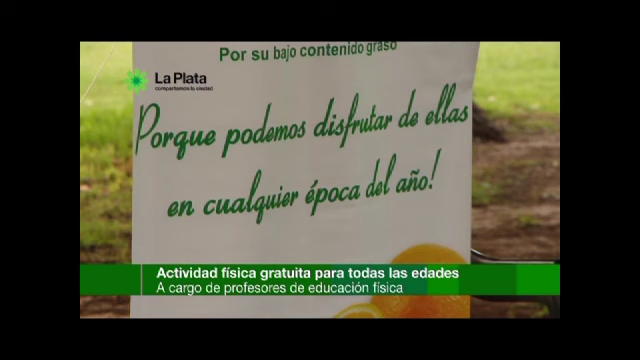 Por su bajo contenido graso
La Plata
compartamos la ciudad
Porque podemos disfrutar de ellas
en cualquier época del año!
Actividad física gratuita para todas las edades
A cargo de profesores de educación física